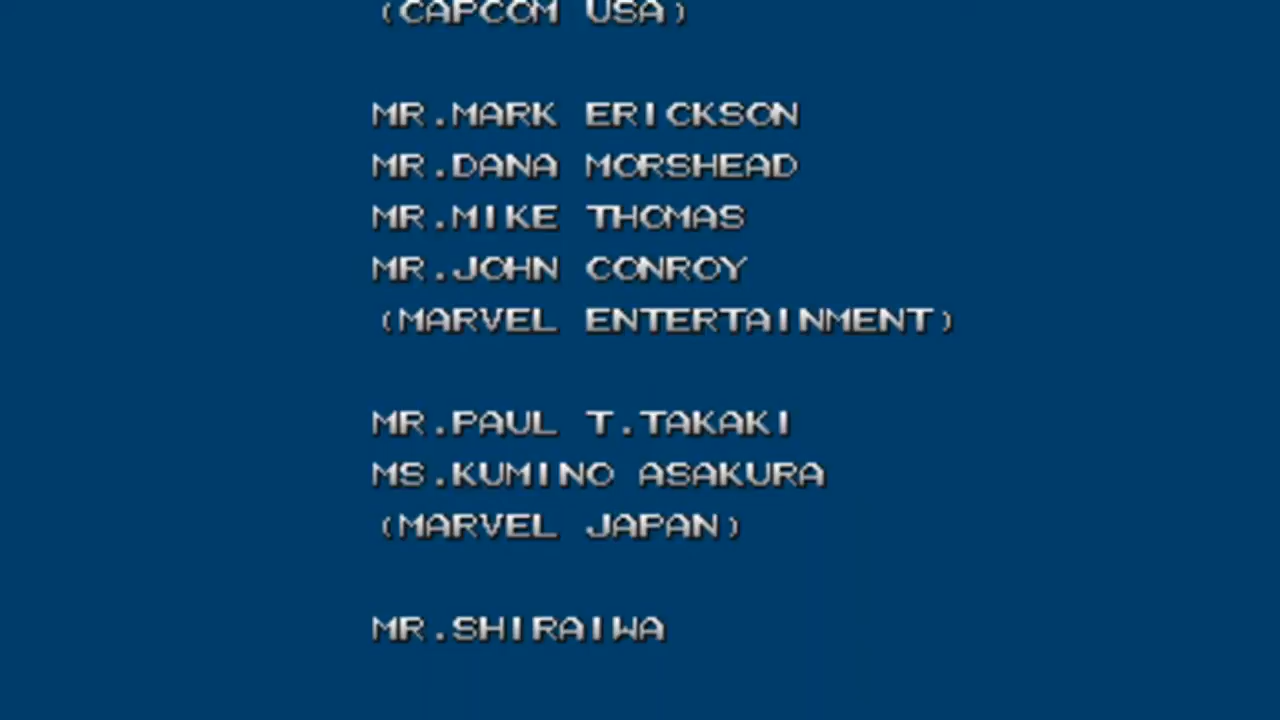 (CAPCOM USA)
MR.MARK ERICKSON
MR.DANA MORSHEAD
MR.MIKE THOMAS
MR.JOHN CONROY
(MARVEL ENTERTAINMENT)
MR.PAUL T.TAKAKI
MS.KUMINO ASAKURA
(MARVEL JAPAN)
MR.SHIRAIWA